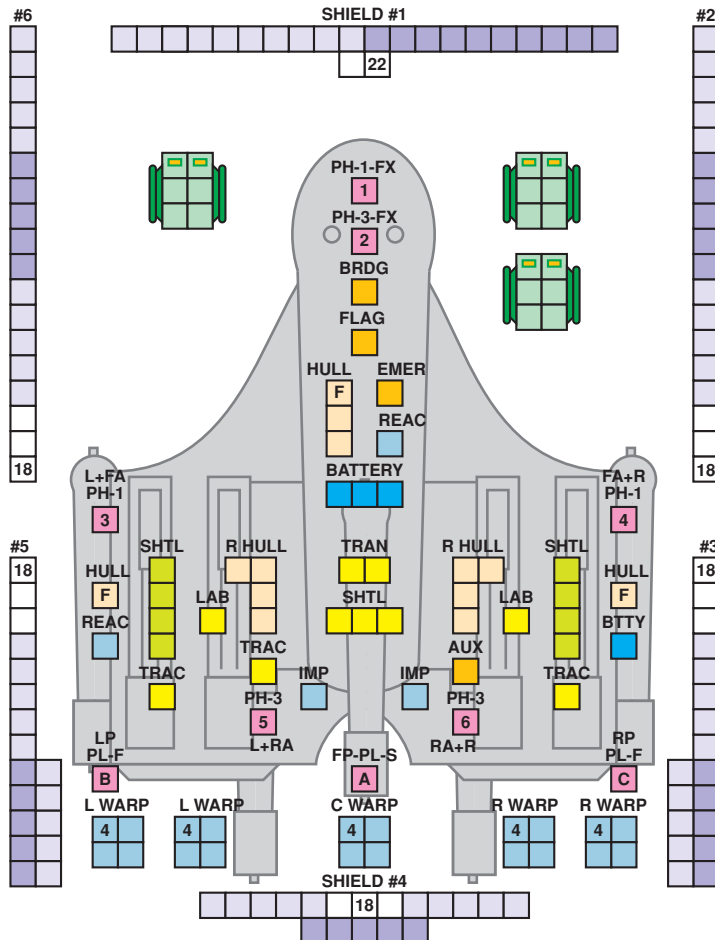 #6 SHIELD #1 #2
22
PH-1-FX
1
PH-3-FX
2
BRDG
FLAG
HULL EMER
F
REAC
18 18
L+FA BATTERY FA+R
PH-1 PH-1
3 4
#5 #3
SHTL R HULL TRAN R HULL SHTL
18 18
HULL HULL
F LAB SHTL LAB F
REAC BTTY
TRAC AUX
TRAC IMP IMP TRAC
PH-3 PH-3
5 6
L+RA RA+R
LP FP-PL-S RP
PL-F PL-F
B A C
L WARP L WARP C WARP R WARP R WARP
4 4 4 4 4
SHIELD #4
18